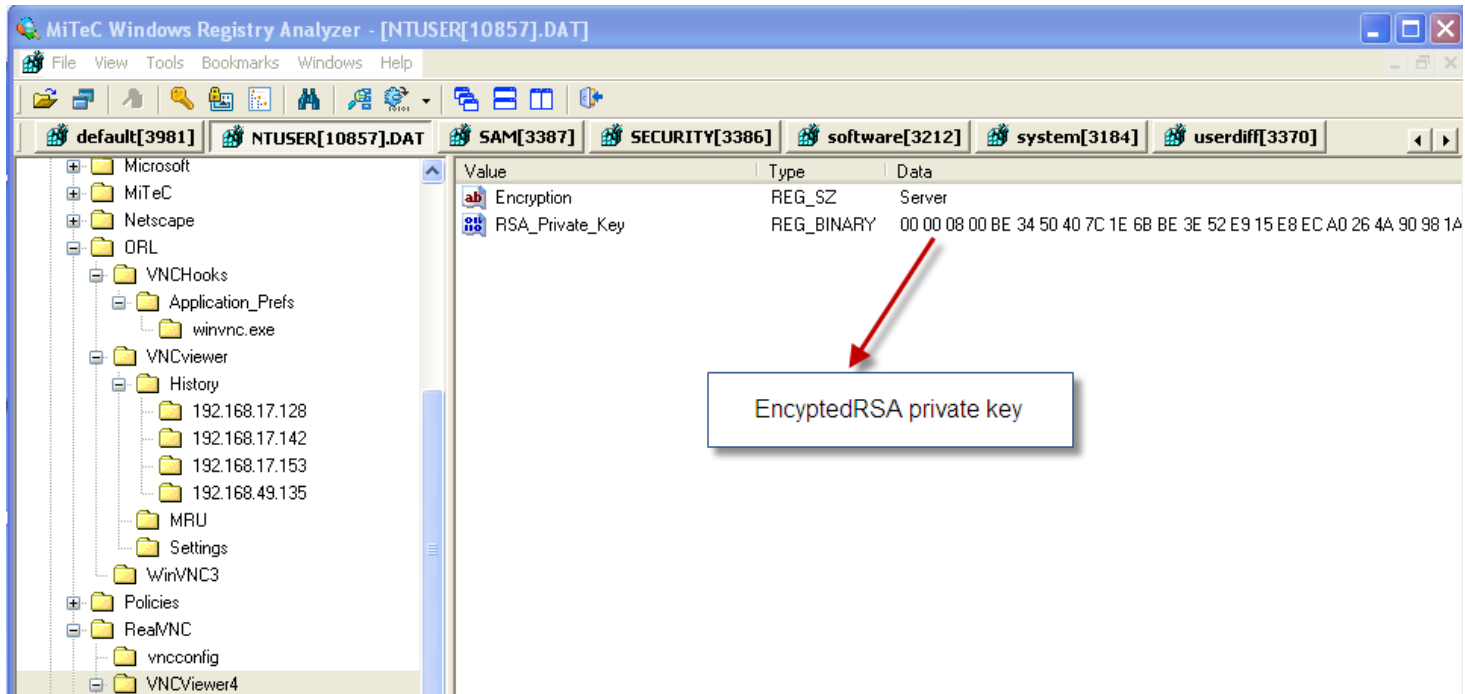 MiTeC Windows Registry Analyzer - [NTUSER[10857].DAT]
File View Tools Bookmarks Windows Help
default[3981] NTUSER[10857].DAT SAM[3387] SECURITY[3386] software[3212] system[3184] userdiff[3370]
Microsoft
MiTeC
Netscape
ORL
VNCHooks
Application_Prefs
winvnc.exe
VNCviewer
History
192.168.17.128
192.168.17.142
192.168.17.153
192.168.49.135
MRU
Settings
WinVNC3
Policies
RealVNC
vncconfig
VNCViewer4
Value Type Data
Encryption REG_SZ Server
RSA_Private_Key REG_BINARY 00 00 08 00 BE 34 50 40 7C 1E 6B BE 3E 52 E9 15 E8 EC A0 26 4A 90 98 1A
EncyptedRSA private key